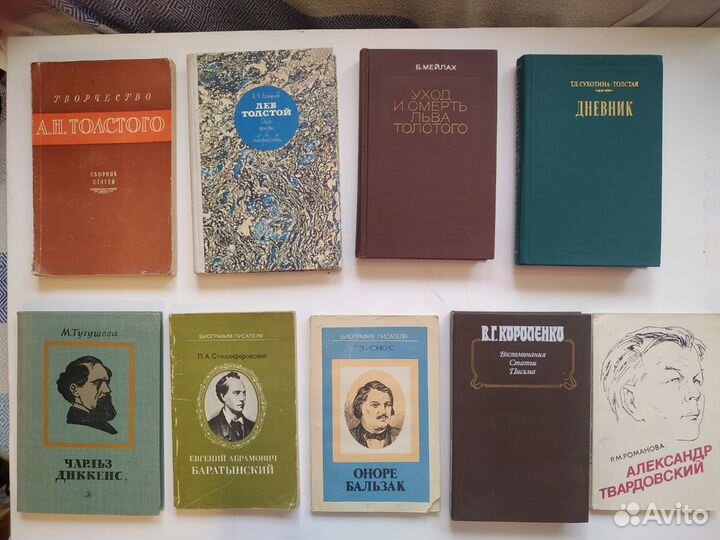 ТВОРЧЕСТВО
А.Н. ТОЛСТОГО
СБОРНИК
СТАТЕЙ
ЛЕВ
ТОЛСТОЙ
Б. МЕЙЛАХ
УХОД
И СМЕРТЬ
ЛЬВА
ТОЛСТОГО
Т.Л. СУХОТИНА-ТОЛСТАЯ
ДНЕВНИК
М. Тугушева
ЧАРЛЬЗ
ДИККЕНС
БИОГРАФИЯ ПИСАТЕЛЯ
П.А. Стеллиферовский
ЕВГЕНИЙ АБРАМОВИЧ
БАРАТЫНСКИЙ
БИОГРАФИЯ ПИСАТЕЛЯ
Г.Э. ИОНКИС
ОНОРЕ
БАЛЬЗАК
В.Г. КОРОЛЕНКО
Воспоминания
Статьи
Письма
Р.М. РОМАНОВА
АЛЕКСАНДР
ТВАРДОВСКИЙ
Avito